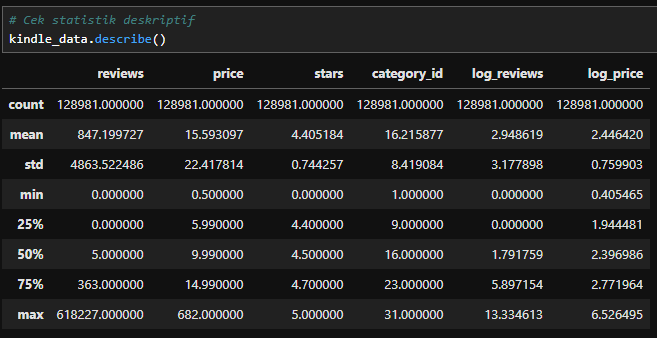 # Cek statistik deskriptif
kindle_data.describe()
reviews price stars category_id log_reviews log_price
count 128981.000000 128981.000000 128981.000000 128981.000000 128981.000000 128981.000000
mean 847.199727 15.593097 4.405184 16.215877 2.948619 2.446420
std 4863.522486 22.417814 0.744257 8.419084 3.177898 0.759903
min 0.000000 0.500000 0.000000 1.000000 0.000000 0.405465
25% 0.000000 5.990000 4.400000 9.000000 0.000000 1.944481
50% 5.000000 9.990000 4.500000 16.000000 1.791759 2.396986
75% 363.000000 14.990000 4.700000 23.000000 5.897154 2.771964
max 618227.000000 682.000000 5.000000 31.000000 13.334613 6.526495